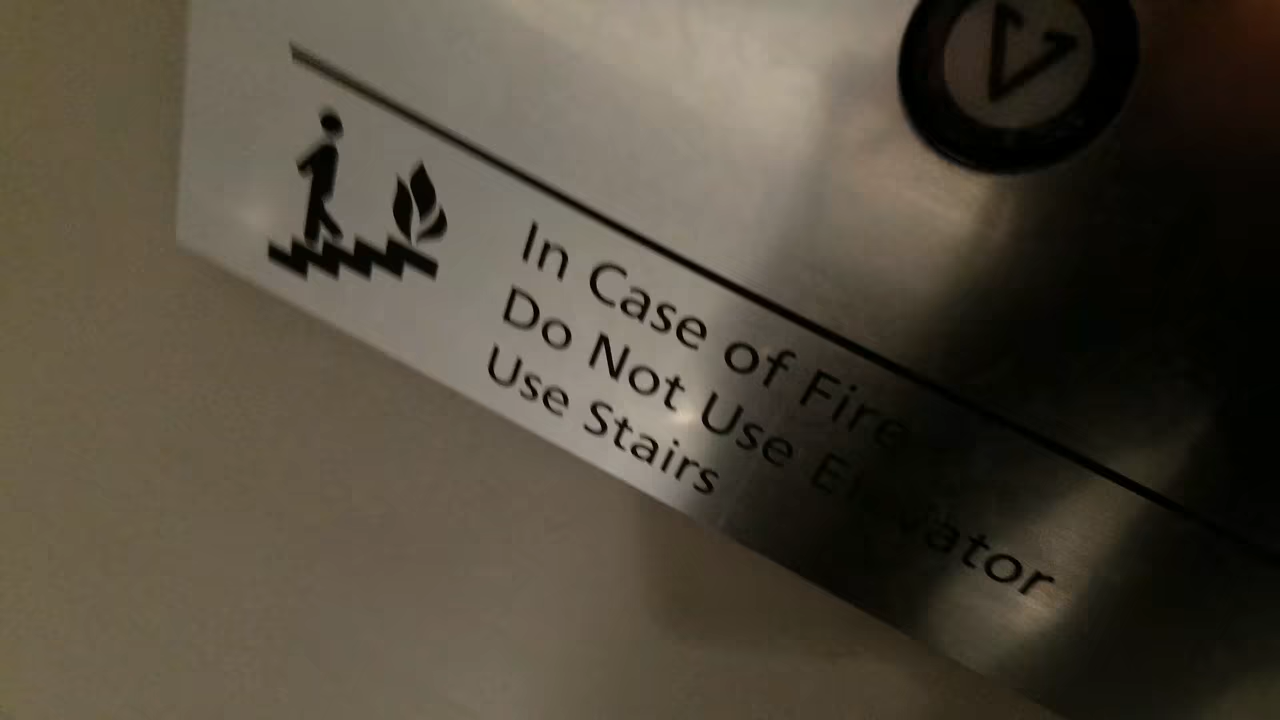 In Case of Fire
Do Not Use Elevator
Use Stairs